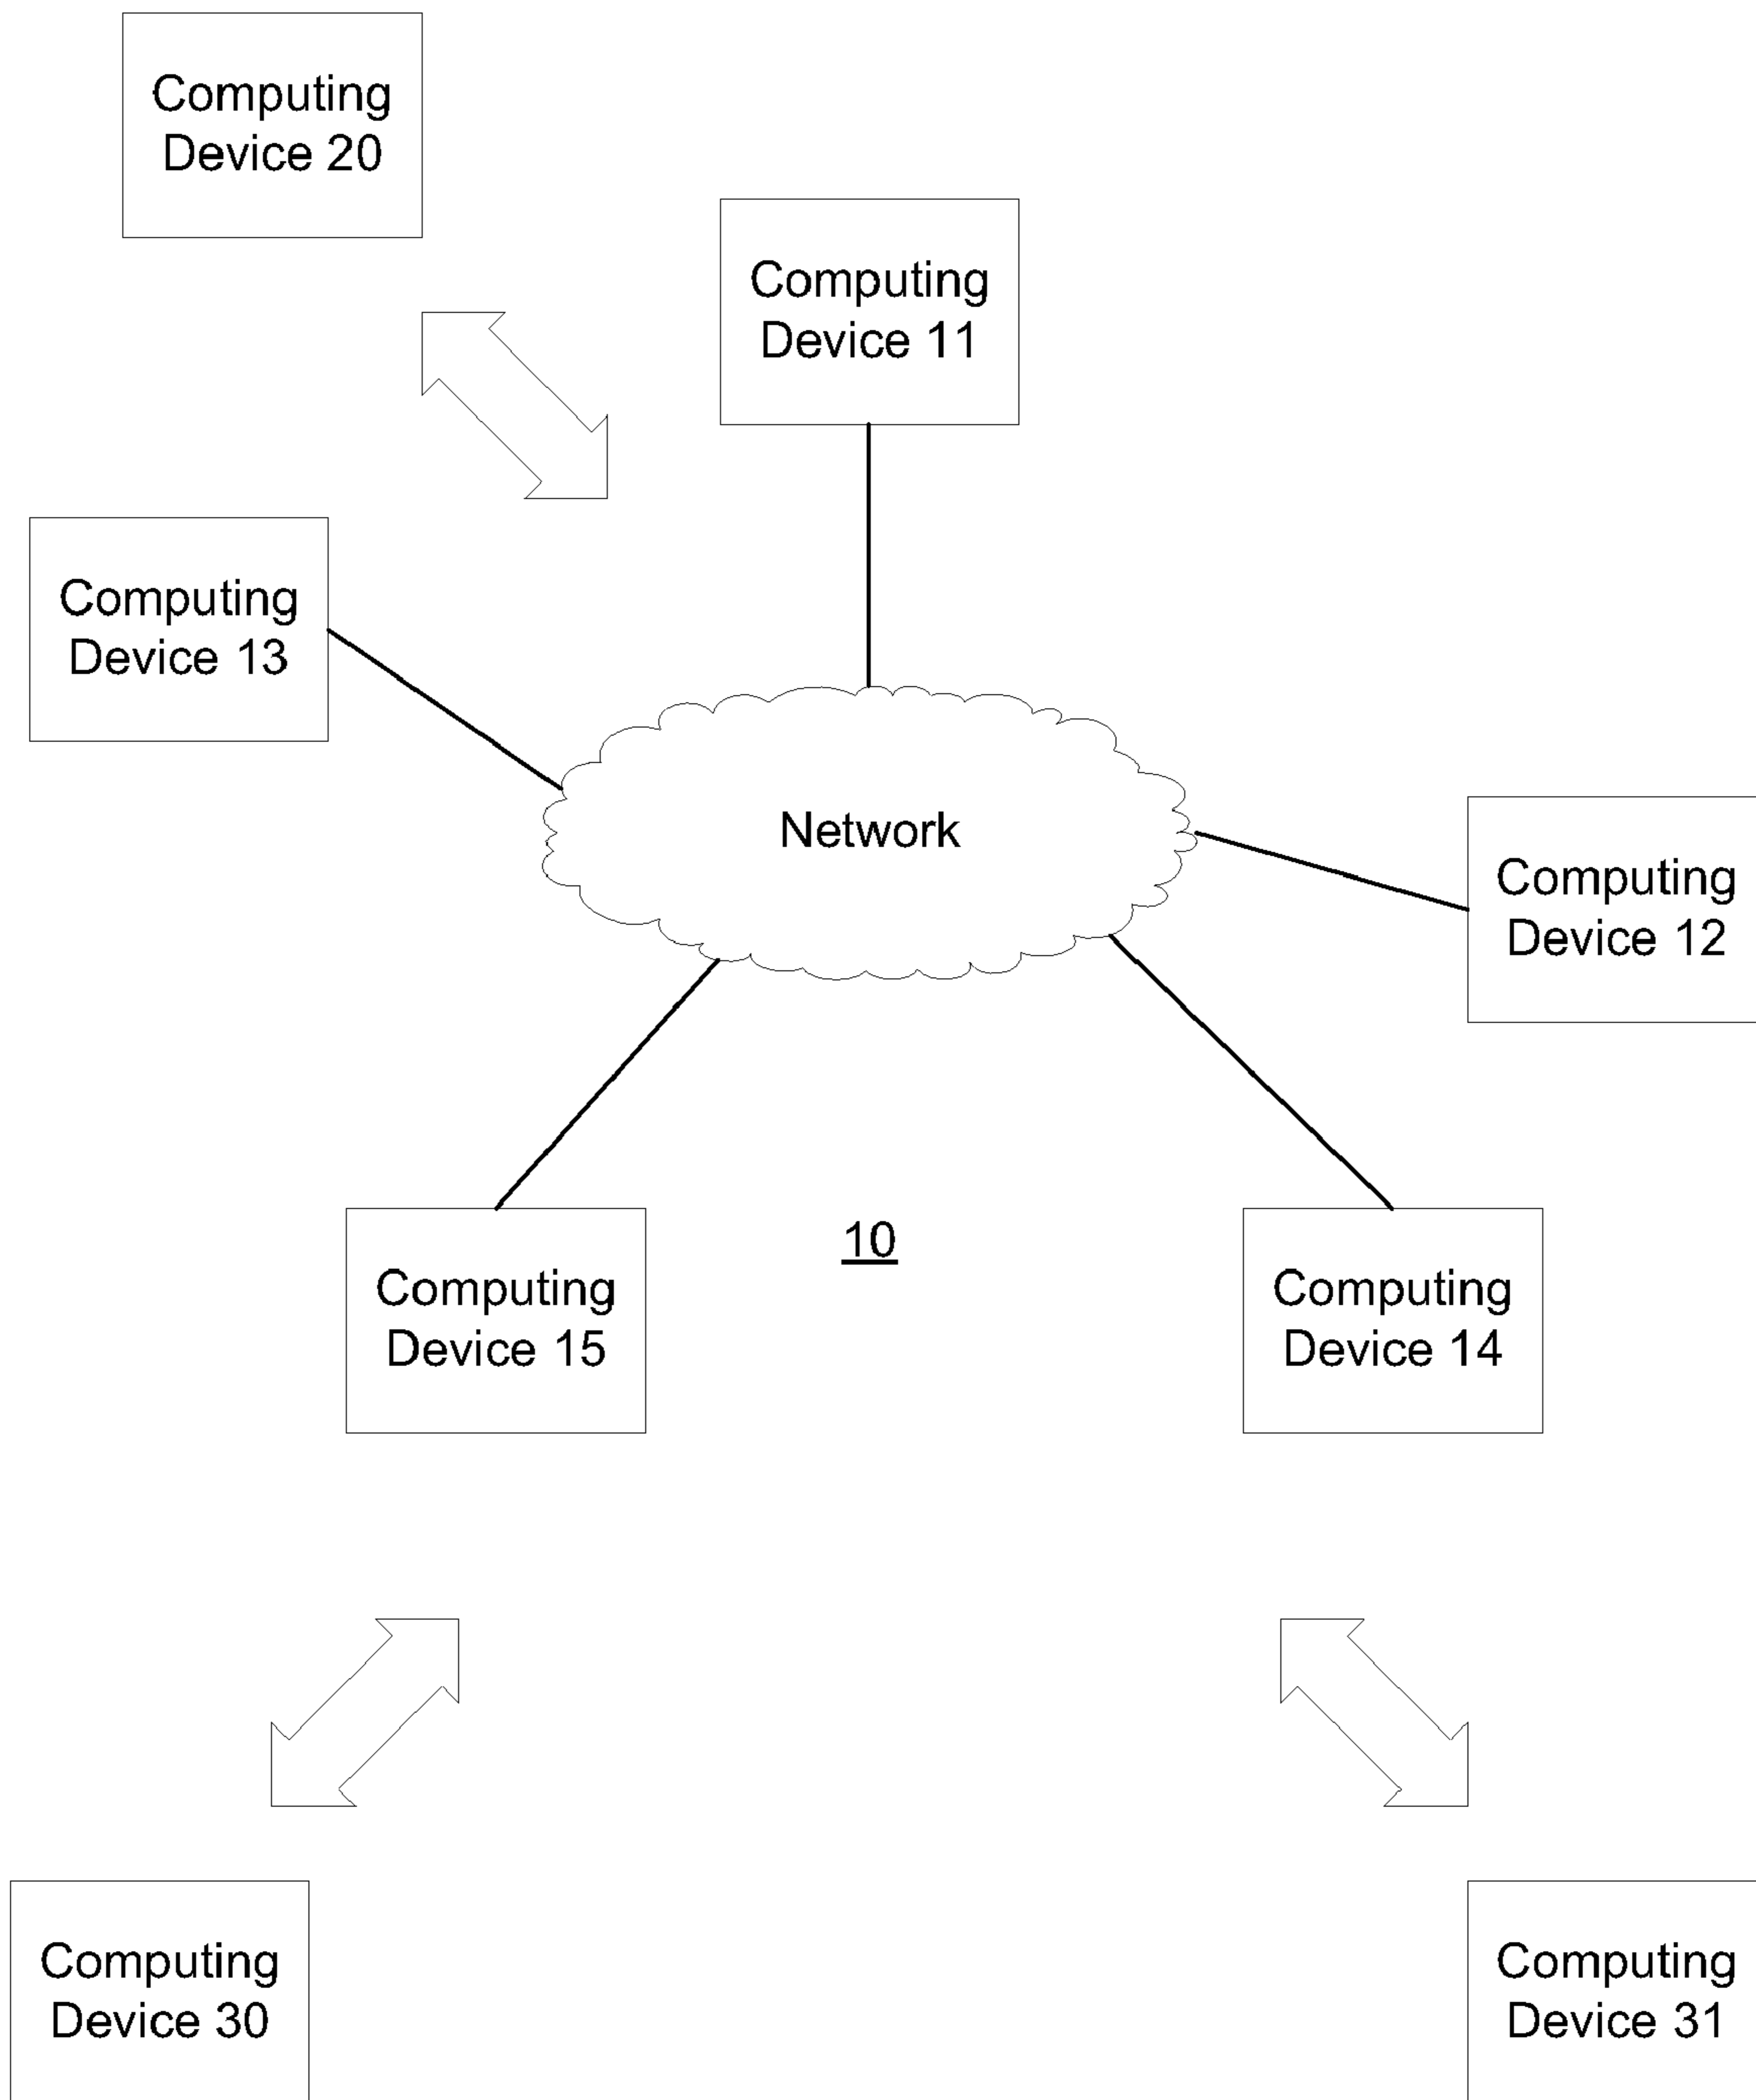 Computing
Device 20
Computing
Device 11
Computing
Device 13
Network
Computing
Device 12
10
Computing
Device 15
Computing
Device 14
Computing
Device 30
Computing
Device 31